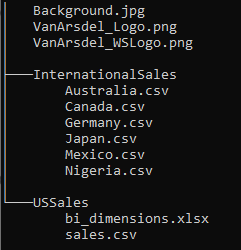 Background.jpg
VanArsdel_Logo.png
VanArsdel_WSLogo.png
InternationalSales
Australia.csv
Canada.csv
Germany.csv
Japan.csv
Mexico.csv
Nigeria.csv
USSales
bi_dimensions.xlsx
sales.csv